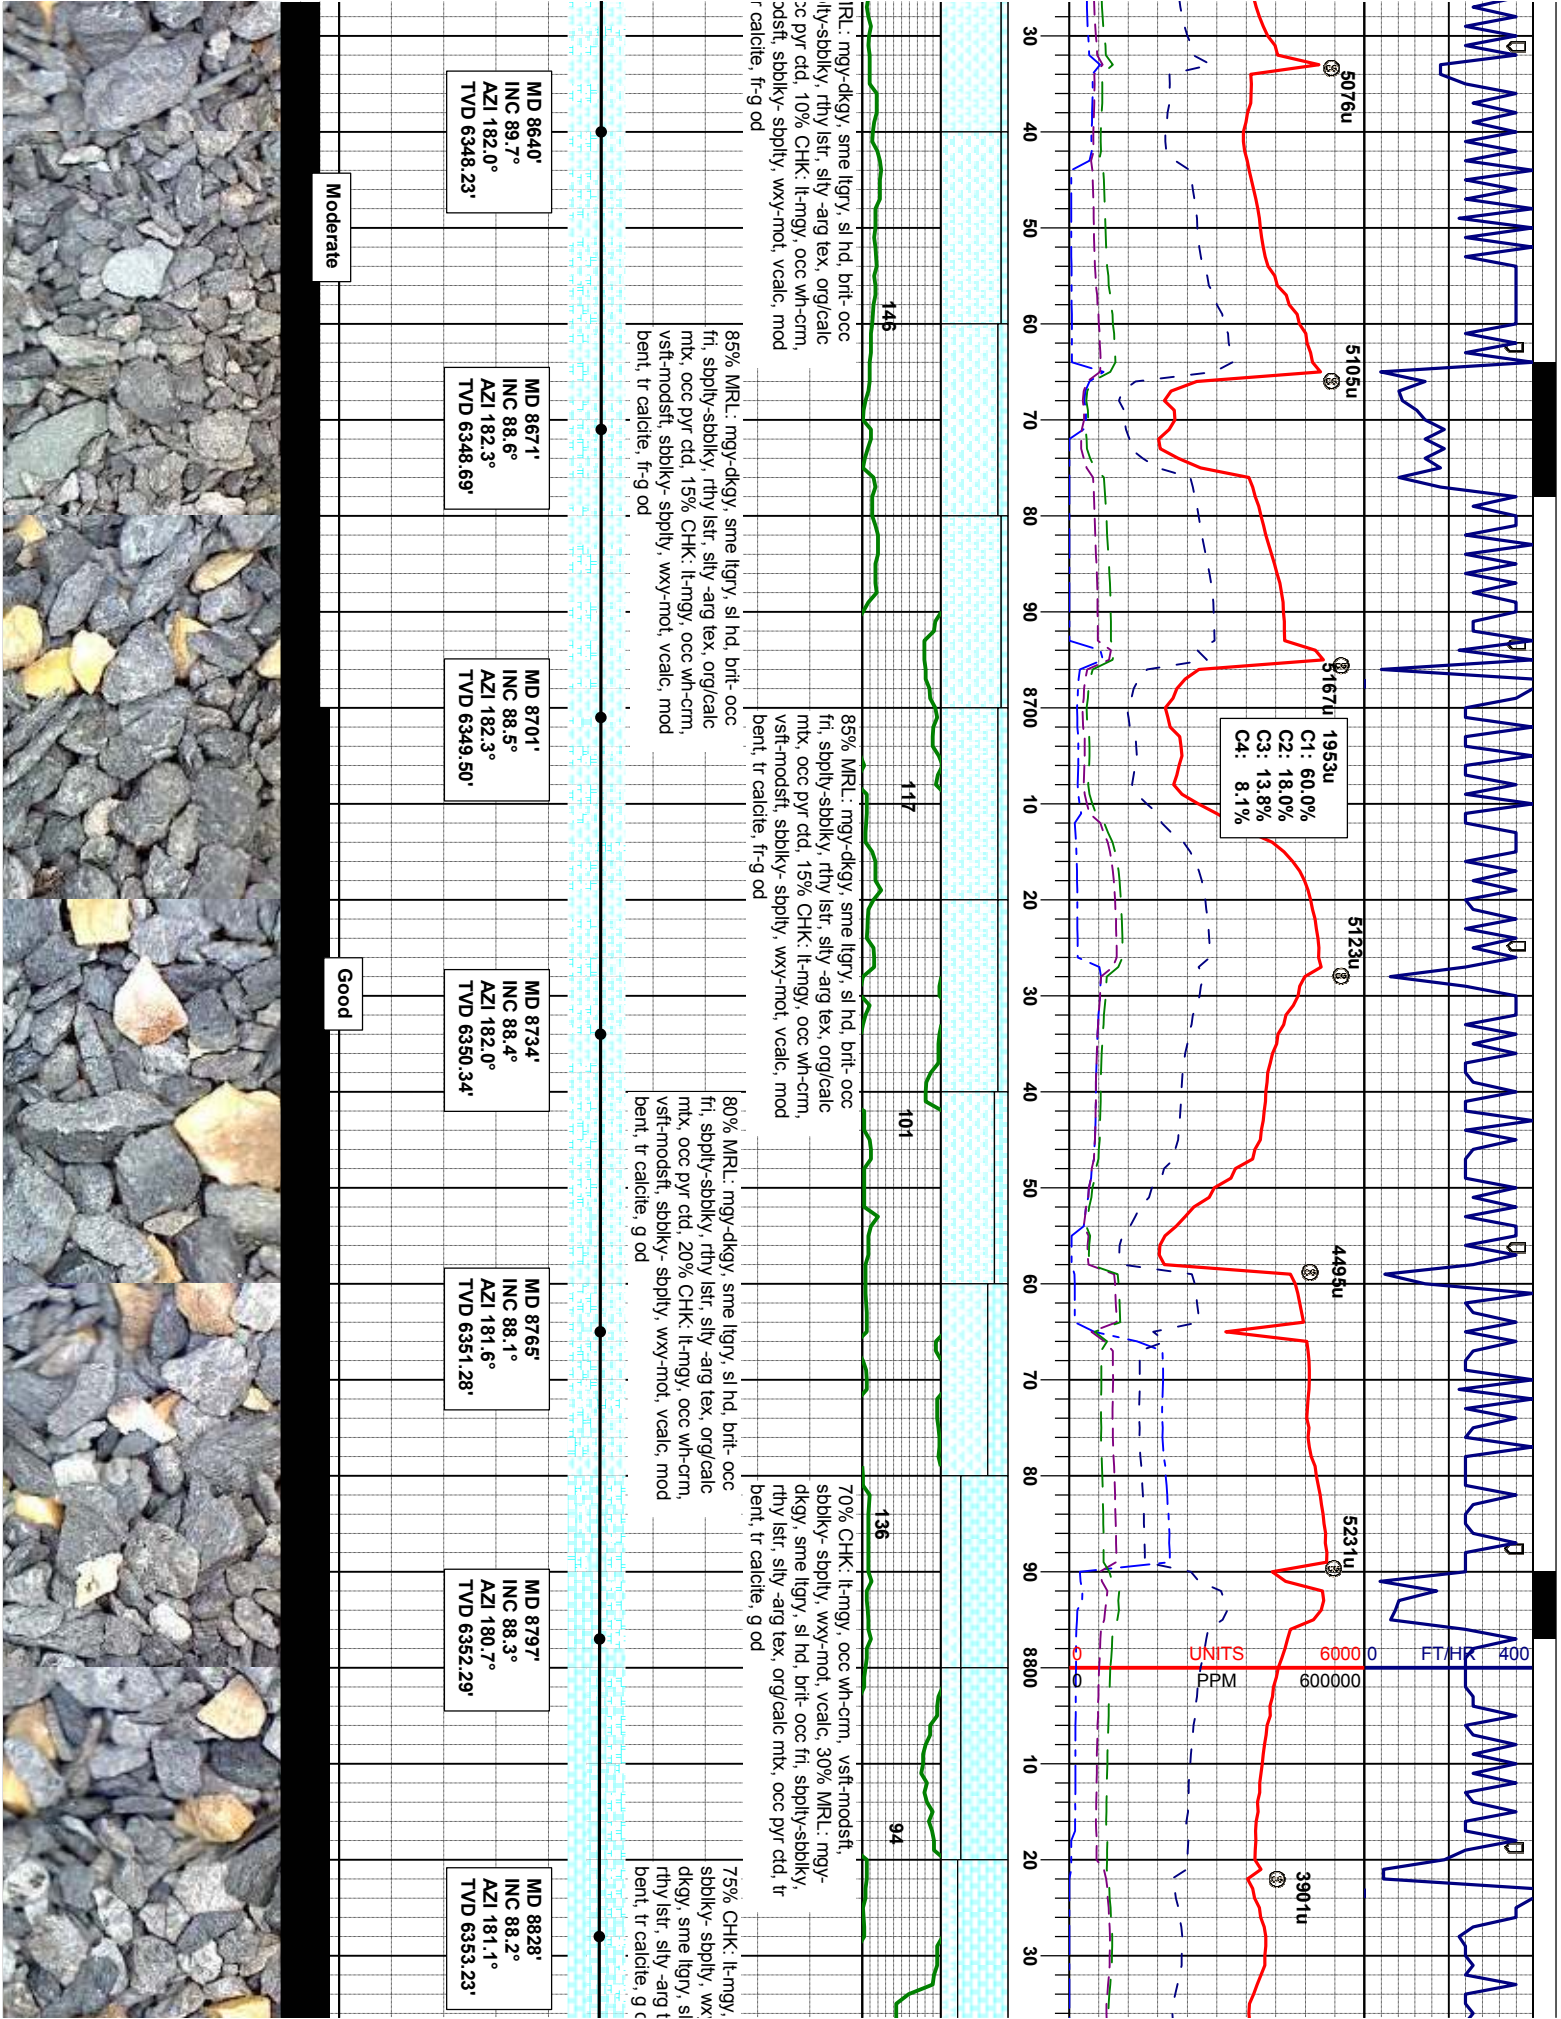 30
40
50
60
70
80
90
8700
10
20
30
40
50
60
70
80
90
8800
10
20
30
5076u
5105u
5167u
5123u
4495u
5231u
3901u
1953u
C1: 60.0%
C2: 18.0%
C3: 13.8%
C4: 8.1%
0 UNITS 6000
0 PPM 600000
0 FT/HR 400
146
117
101
136
94
MRL: mgy-dkgy, sme ltgry, sl hd, brit- occ
lty-sbblky, rthy lstr, slty -arg tex, org/calc
cc pyr ctd, 10% CHK: lt-mgy, occ wh-crm,
odsft, sbblky- sbplty, wxy-mot, vcalc, mod
r calcite, fr-g od
85% MRL: mgy-dkgy, sme ltgry, sl hd, brit- occ
fri, sbplty-sbblky, rthy lstr, slty -arg tex, org/calc
mtx, occ pyr ctd, 15% CHK: lt-mgy, occ wh-crm,
vsft-modsft, sbblky- sbplty, wxy-mot, vcalc, mod
bent, tr calcite, fr-g od
85% MRL: mgy-dkgy, sme ltgry, sl hd, brit- occ
fri, sbplty-sbblky, rthy lstr, slty -arg tex, org/calc
mtx, occ pyr ctd, 15% CHK: lt-mgy, occ wh-crm,
vsft-modsft, sbblky- sbplty, wxy-mot, vcalc, mod
bent, tr calcite, fr-g od
80% MRL: mgy-dkgy, sme ltgry, sl hd, brit- occ
fri, sbplty-sbblky, rthy lstr, slty -arg tex, org/calc
mtx, occ pyr ctd, 20% CHK: lt-mgy, occ wh-crm,
vsft-modsft, sbblky- sbplty, wxy-mot, vcalc, mod
bent, tr calcite, g od
70% CHK: lt-mgy, occ wh-crm, vsft-modsft,
sbblky- sbplty, wxy-mot, vcalc, 30% MRL: mgy-
dkgy, sme ltgry, sl hd, brit- occ fri, sbplty-sbblky,
rthy lstr, slty -arg tex, org/calc mtx, occ pyr ctd, tr
bent, tr calcite, g od
75% CHK: lt-mgy,
sbblky- sbplty, wx
dkgy, sme ltgry, sl
rthy lstr, slty -arg t
bent, tr calcite, g o
MD 8640'
INC 89.7°
AZI 182.0°
TVD 6348.23'
MD 8671'
INC 88.6°
AZI 182.3°
TVD 6348.69'
MD 8701'
INC 88.5°
AZI 182.3°
TVD 6349.50'
MD 8734'
INC 88.4°
AZI 182.0°
TVD 6350.34'
MD 8765'
INC 88.1°
AZI 181.6°
TVD 6351.28'
MD 8797'
INC 88.3°
AZI 180.7°
TVD 6352.29'
MD 8828'
INC 88.2°
AZI 181.1°
TVD 6353.23'
Moderate
Good